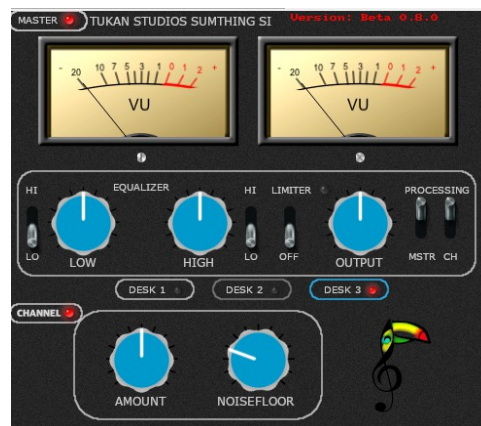 MASTER TUKAN STUDIOS SUMTHING SI Version: Beta 0.8.0
- 20 10 7 5 3 1 0 1 2 +
VU
- 20 10 7 5 3 1 0 1 2 +
VU
HI EQUALIZER HI LIMITER PROCESSING
LO LOW HIGH LO OFF OUTPUT MSTR CH
DESK 1 DESK 2 DESK 3
CHANNEL
AMOUNT NOISEFLOOR